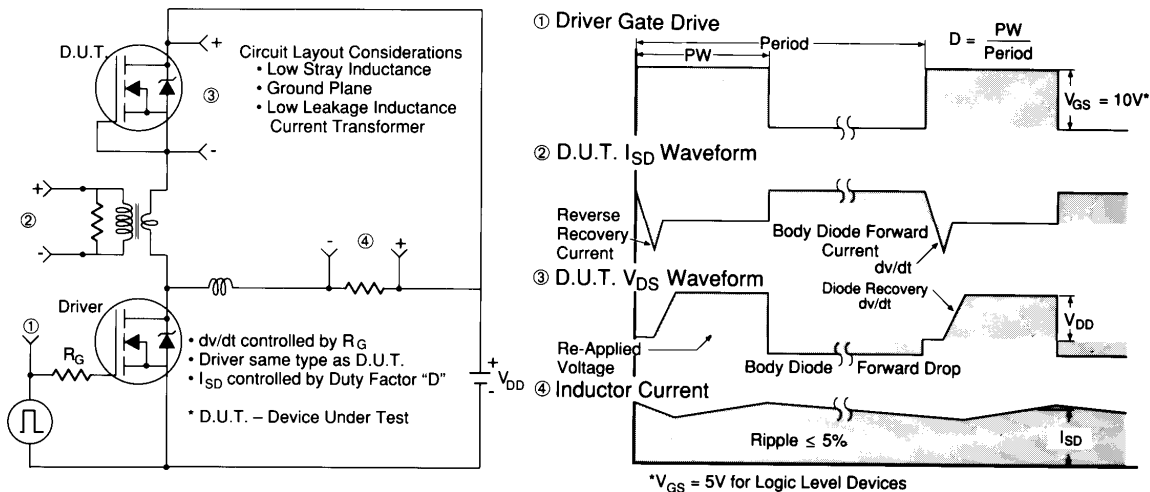 D.U.T.
+
③
-
Circuit Layout Considerations
• Low Stray Inductance
• Ground Plane
• Low Leakage Inductance
Current Transformer
+
②
-
-
④
+
Driver
①
R_G
• dv/dt controlled by R_G
• Driver same type as D.U.T.
• I_SD controlled by Duty Factor “D”
* D.U.T. – Device Under Test
+
V_DD
-
① Driver Gate Drive
Period
PW
D = PW
Period
V_GS = 10V*
② D.U.T. I_SD Waveform
Reverse
Recovery
Current
Body Diode Forward
Current
dv/dt
③ D.U.T. V_DS Waveform
Diode Recovery
dv/dt
V_DD
Re-Applied
Voltage
Body Diode Forward Drop
④ Inductor Current
Ripple ≤ 5%
I_SD
*V_GS = 5V for Logic Level Devices